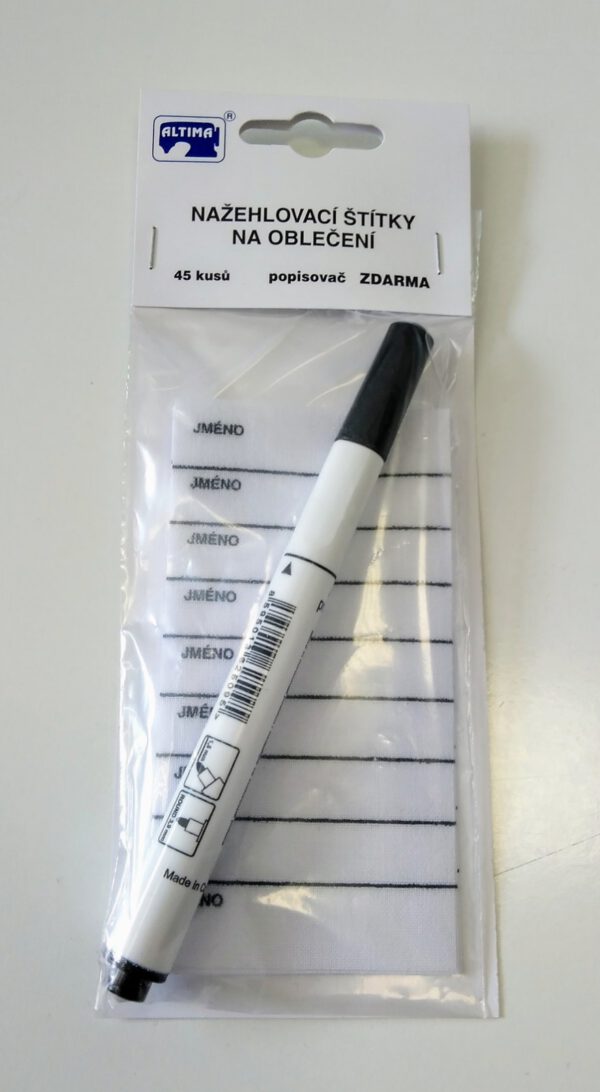 ALTIMA
®
NAŽEHLOVACÍ ŠTÍTKY
NA OBLEČENÍ
45 kusů popisovač ZDARMA
JMÉNO
JMÉNO
JMÉNO
JMÉNO
JMÉNO
Made in